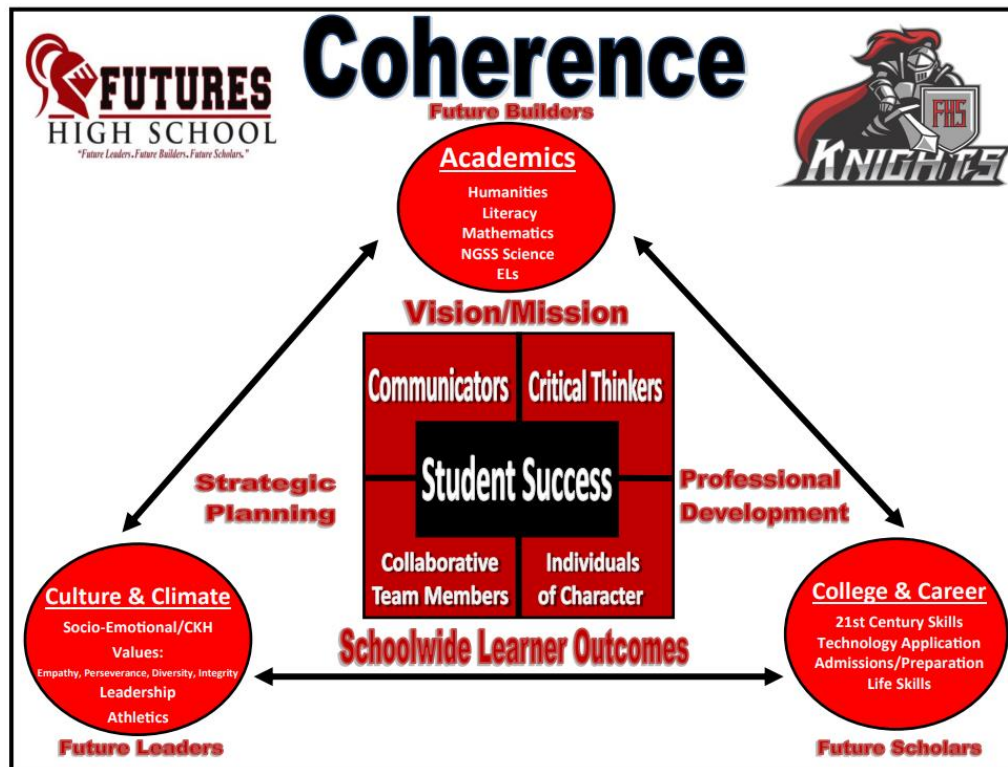 FUTURES
HIGH SCHOOL
"Future Leaders. Future Builders. Future Scholars."
Coherence
FHS
KNIGHTS
Future Builders
Academics
Humanities
Literacy
Mathematics
NGSS Science
ELs
Vision/Mission
Communicators
Critical Thinkers
Student Success
Strategic
Planning
Professional
Development
Collaborative
Team Members
Individuals
of Character
Schoolwide Learner Outcomes
Culture & Climate
Socio-Emotional/CKH
Values:
Empathy, Perseverance, Diversity, Integrity
Leadership
Athletics
Future Leaders
College & Career
21st Century Skills
Technology Application
Admissions/Preparation
Life Skills
Future Scholars